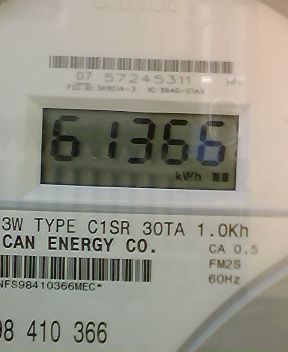 07 57245311
61366
kWh
3W TYPE C1SR 30TA 1.0Kh
CAN ENERGY CO.
CA 0.5
FM2S
60Hz
NFS98410366MEC*
98 410 366